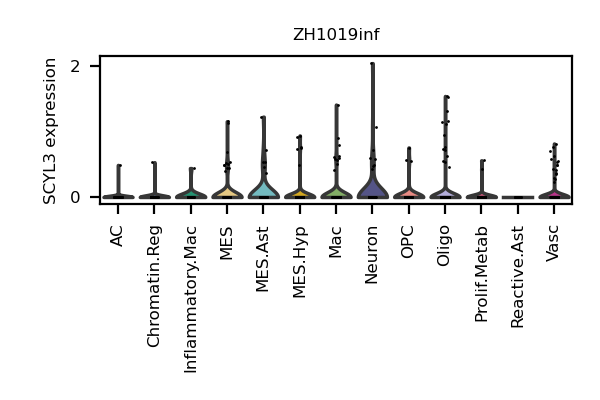 ZH1019inf
SCYL3 expression
2
0
AC
Chromatin.Reg
Inflammatory.Mac
MES
MES.Ast
MES.Hyp
Mac
Neuron
OPC
Oligo
Prolif.Metab
Reactive.Ast
Vasc